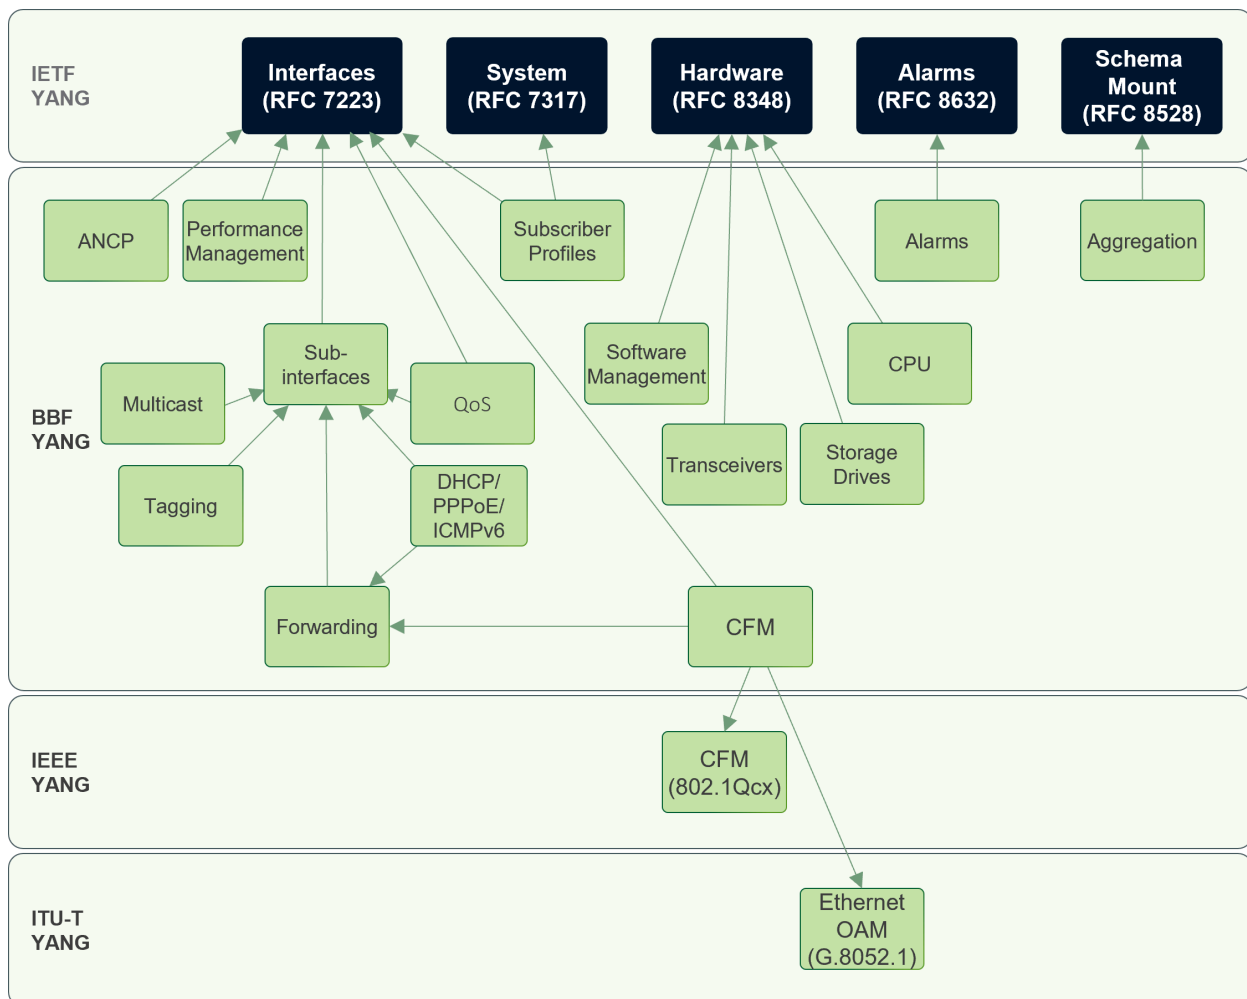 IETF
YANG
Interfaces
(RFC 7223)
System
(RFC 7317)
Hardware
(RFC 8348)
Alarms
(RFC 8632)
Schema
Mount
(RFC 8528)
BBF
YANG
ANCP
Performance
Management
Subscriber
Profiles
Alarms
Aggregation
Sub-
interfaces
Software
Management
CPU
Multicast
QoS
Transceivers
Storage
Drives
Tagging
DHCP/
PPPoE/
ICMPv6
Forwarding
CFM
IEEE
YANG
CFM
(802.1Qcx)
ITU-T
YANG
Ethernet
OAM
(G.8052.1)